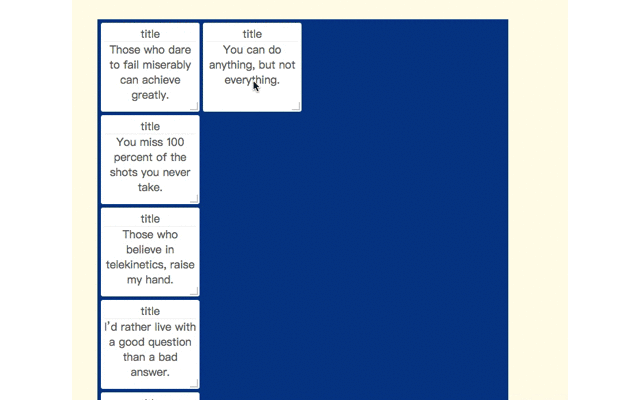 title
Those who dare
to fail miserably
can achieve
greatly.
title
You can do
anything, but not
everything.
title
You miss 100
percent of the
shots you never
take.
title
Those who
believe in
telekinetics, raise
my hand.
title
I'd rather live with
a good question
than a bad
answer.